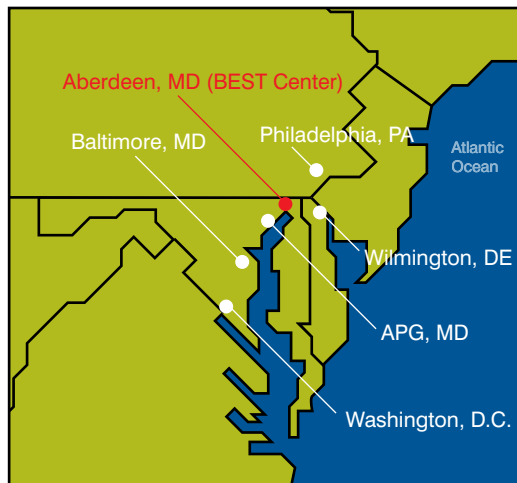 Aberdeen, MD (BEST Center)
Baltimore, MD
Philadelphia, PA
Atlantic
Ocean
Wilmington, DE
APG, MD
Washington, D.C.